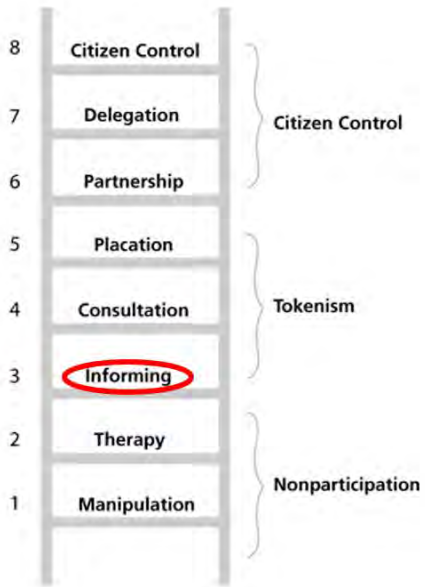 8 Citizen Control
7 Delegation
Citizen Control
6 Partnership
5 Placation
4 Consultation
Tokenism
3 Informing
2 Therapy
Nonparticipation
1 Manipulation